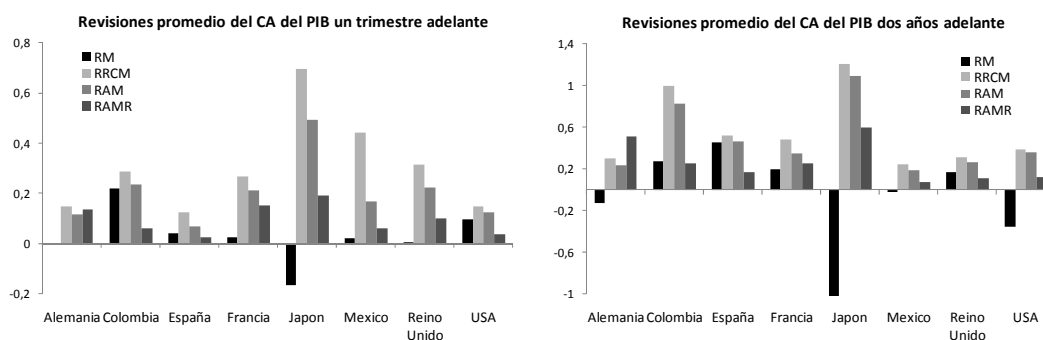 Revisiones promedio del CA del PIB un trimestre adelante
0,8
0,6
0,4
0,2
0
-0,2
RM
RRCM
RAM
RAMR
Alemania Colombia España Francia Japon Mexico Reino Unido USA
Revisiones promedio del CA del PIB dos años adelante
1,4
1
0,6
0,2
-0,2
-0,6
-1
RM
RRCM
RAM
RAMR
Alemania Colombia España Francia Japon Mexico Reino Unido USA